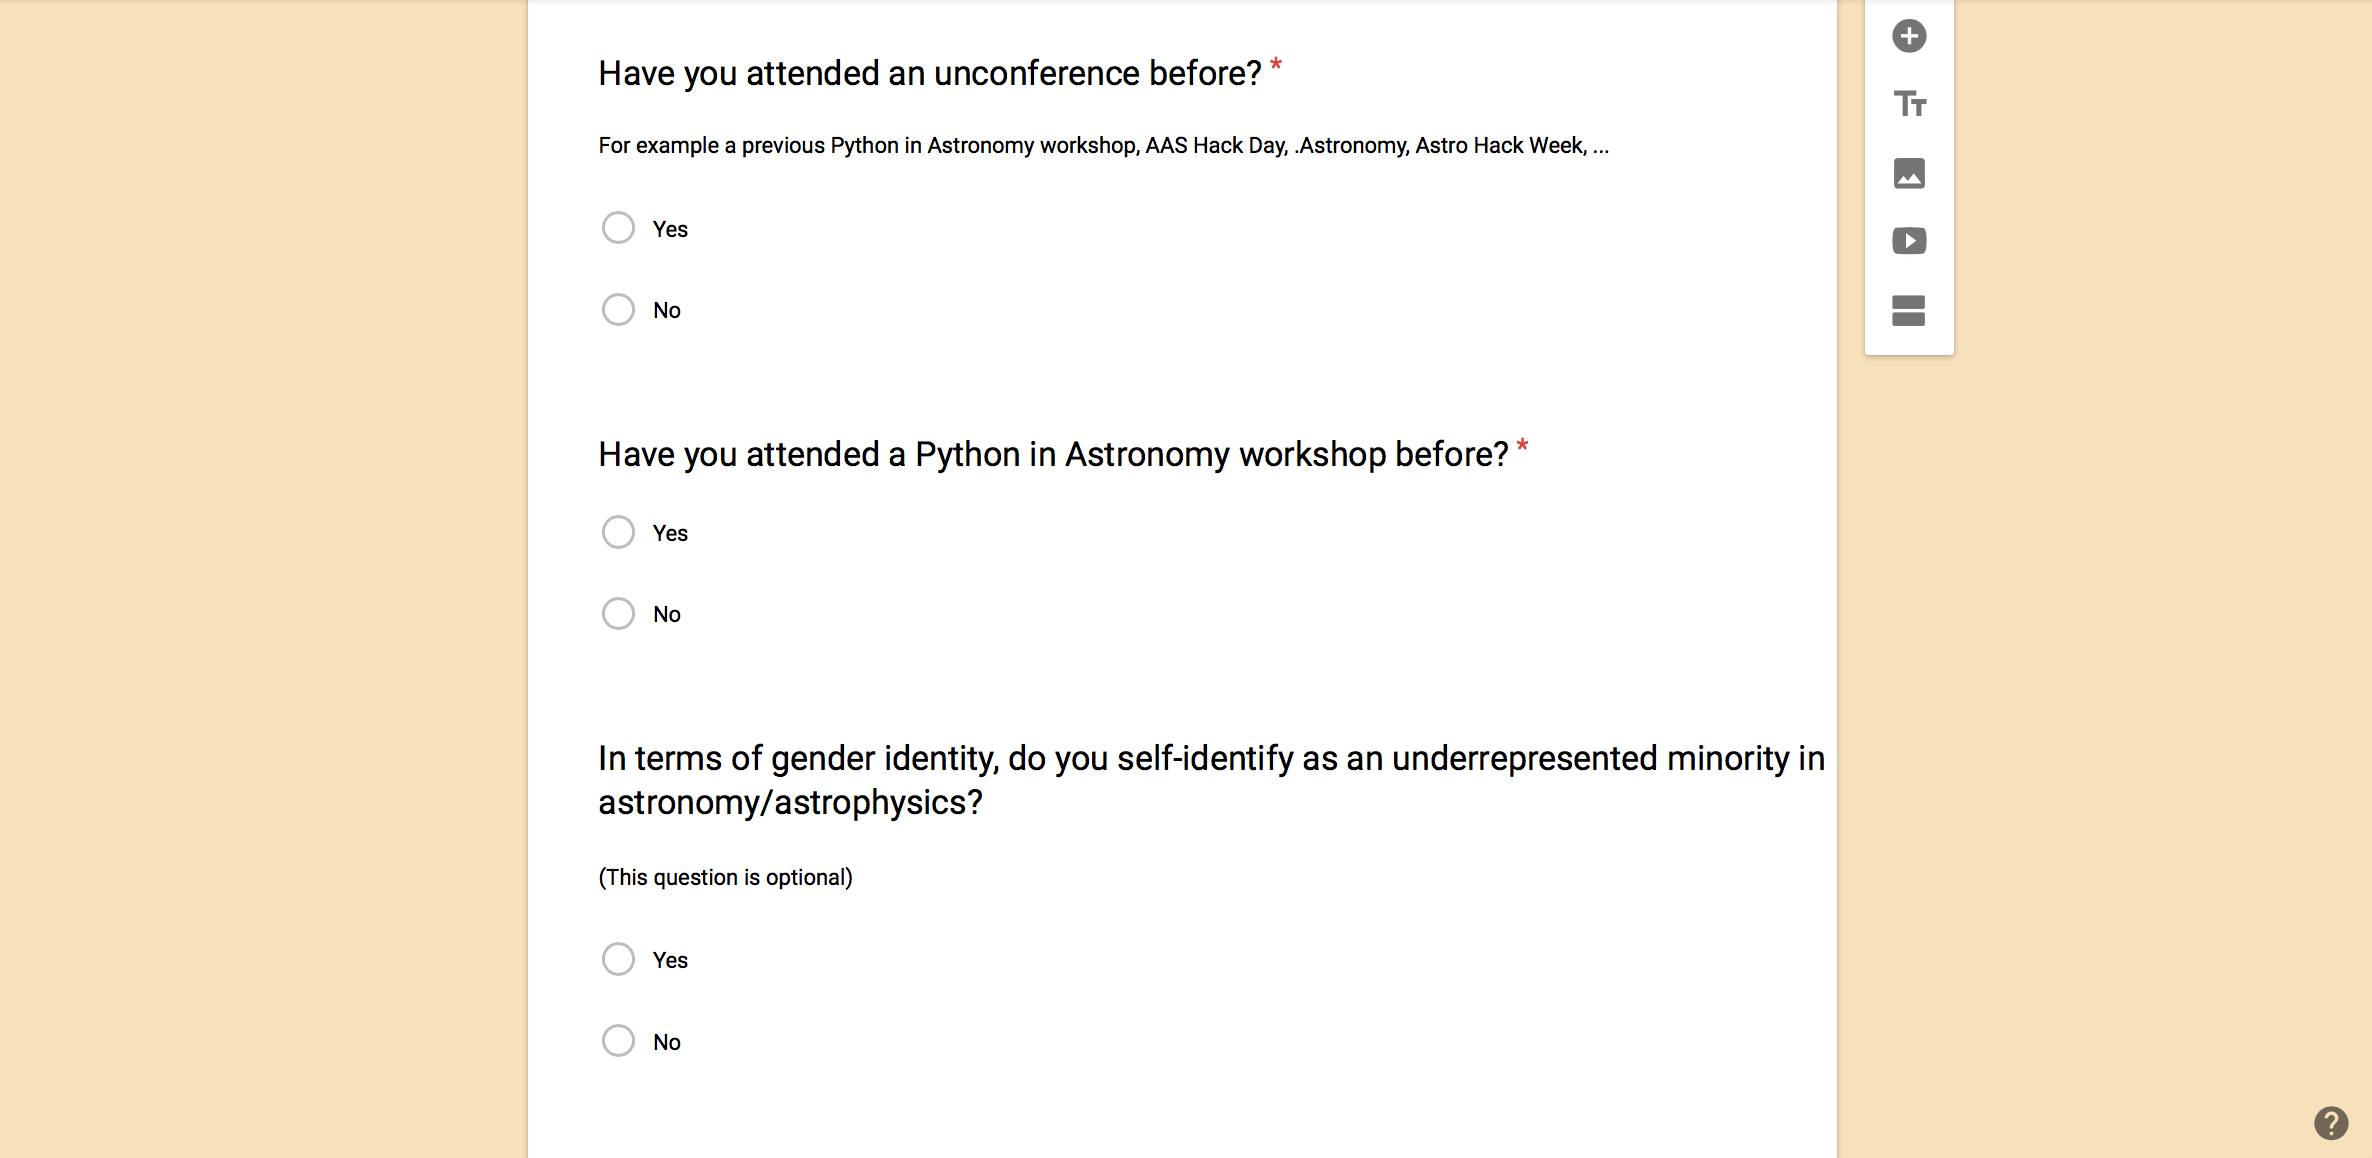 Have you attended an unconference before? *
For example a previous Python in Astronomy workshop, AAS Hack Day, .Astronomy, Astro Hack Week, ...
Yes
No
Have you attended a Python in Astronomy workshop before? *
Yes
No
In terms of gender identity, do you self-identify as an underrepresented minority in
astronomy/astrophysics?
(This question is optional)
Yes
No